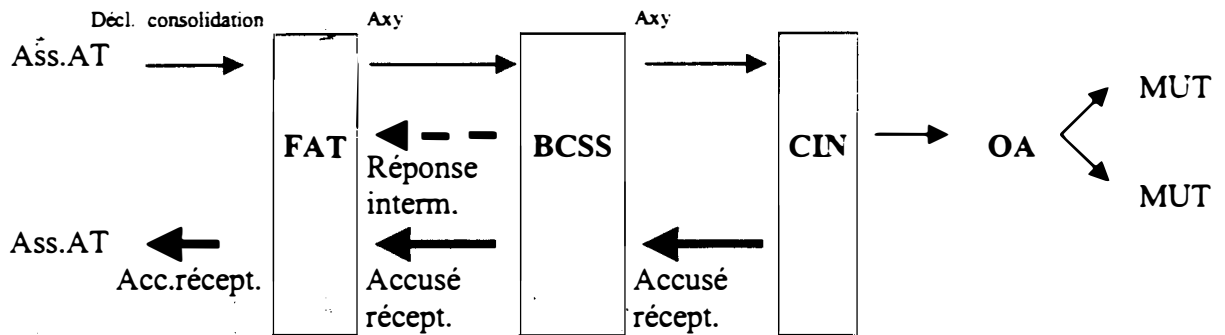 Décl. consolidation Axy Axy
Ass.AT
MUT
FAT BCSS CIN OA
Réponse
interm.
MUT
Ass.AT
Acc.récept. Accusé Accusé
récept. récept.